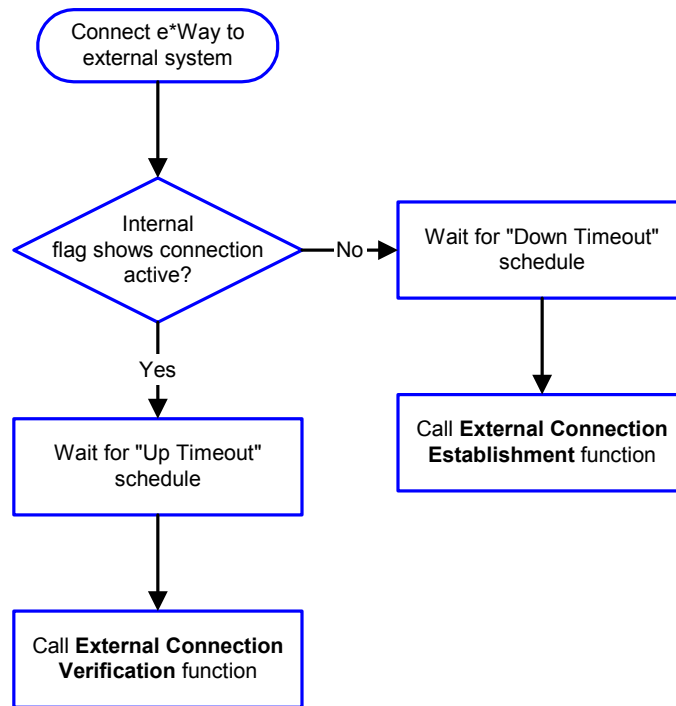 Connect e*Way to
external system
Internal
flag shows connection
active?
No
Wait for "Down Timeout"
schedule
Yes
Call External Connection
Establishment function
Wait for "Up Timeout"
schedule
Call External Connection
Verification function